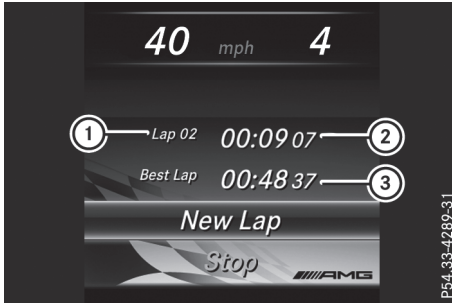 40 mph 4
1 Lap 02 00:09 07 2
Best Lap 00:48 37 3
New Lap
Stop AMG
P54.33-4289-31